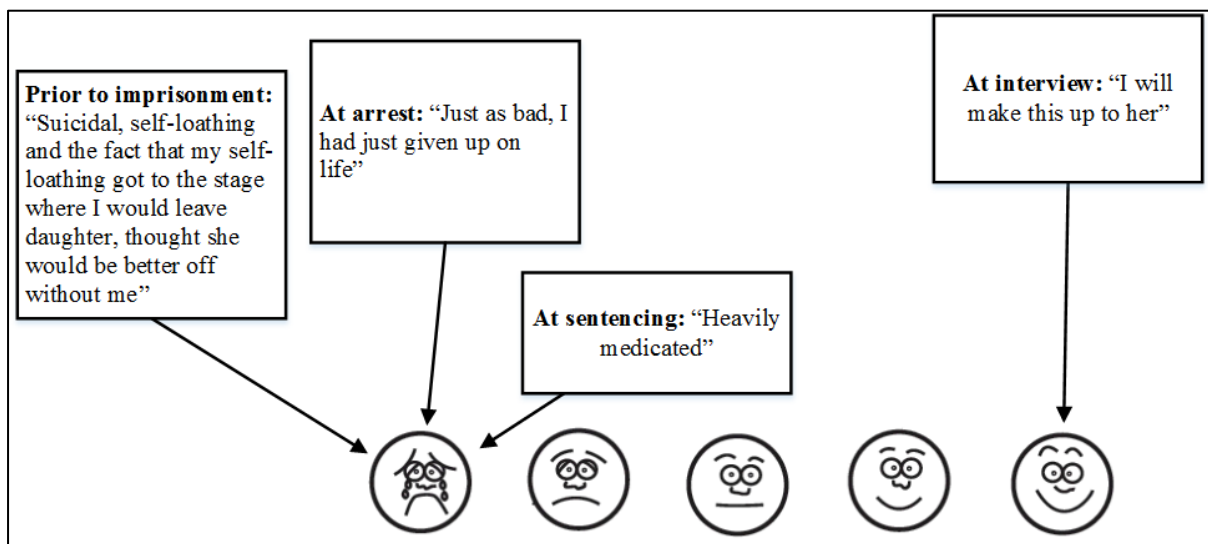 Prior to imprisonment:
“Suicidal, self-loathing
and the fact that my self-
loathing got to the stage
where I would leave
daughter, thought she
would be better off
without me”
At arrest: “Just as bad, I
had just given up on
life”
At sentencing: “Heavily
medicated”
At interview: “I will
make this up to her”